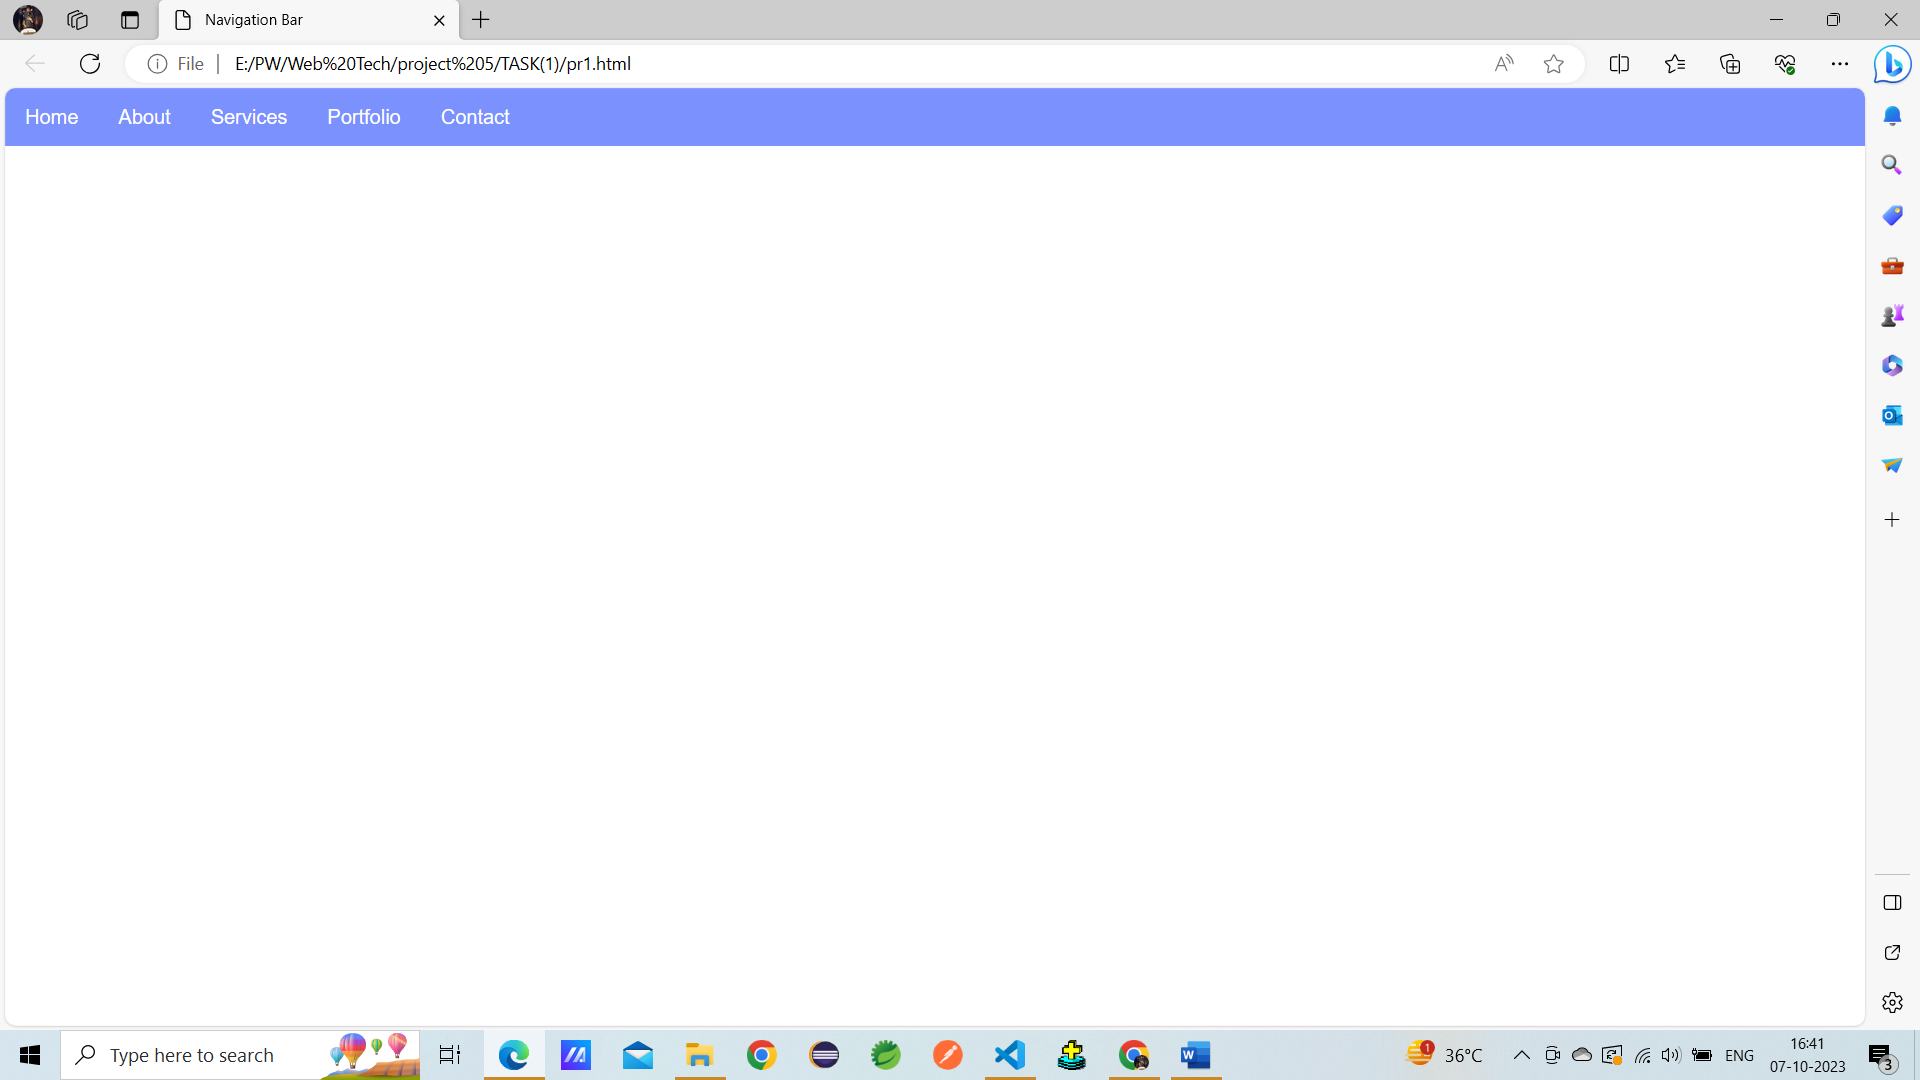 Navigation Bar
File
E:/PW/Web%20Tech/project%205/TASK(1)/pr1.html
Home About Services Portfolio Contact
Type here to search
1
36°C
ENG
16:41
07-10-2023
3